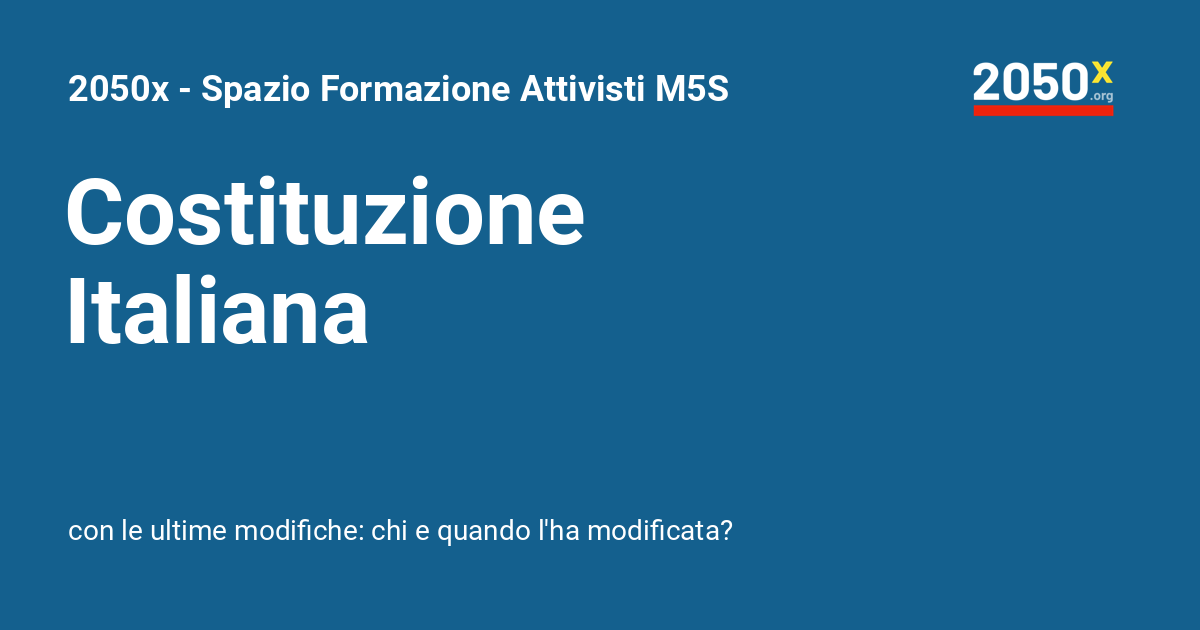 2050x - Spazio Formazione Attivisti M5S
2050x
.org
Costituzione
Italiana
con le ultime modifiche: chi e quando l'ha modificata?